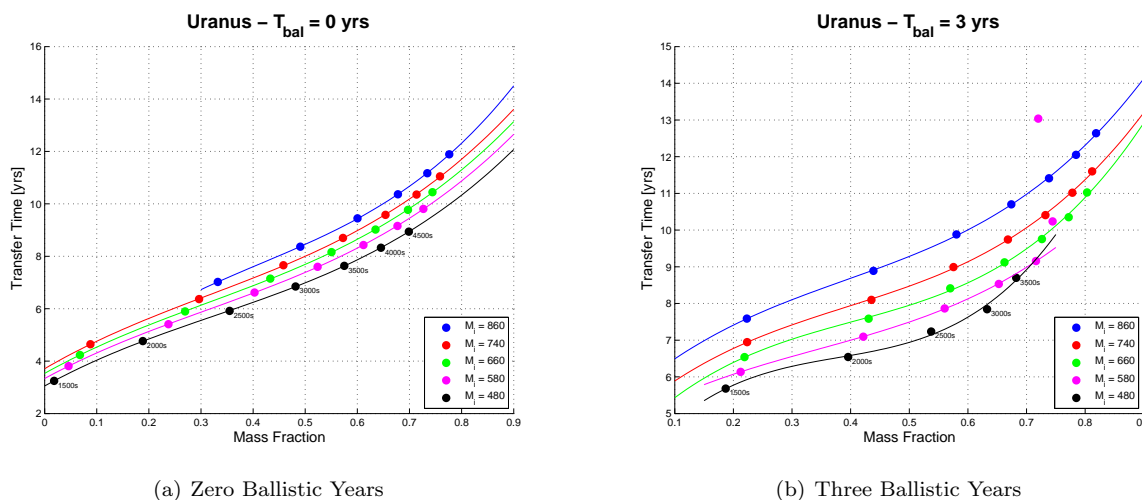 Uranus – T_bal = 0 yrs
16
14
12
10
8
6
4
2
Transfer Time [yrs]
0 0.1 0.2 0.3 0.4 0.5 0.6 0.7 0.8 0.9
Mass Fraction
1500s
2000s
2500s
3000s
3500s
4000s
4500s
M_i = 860
M_i = 740
M_i = 660
M_i = 580
M_i = 480
(a) Zero Ballistic Years
Uranus – T_bal = 3 yrs
15
14
13
12
11
10
9
8
7
6
5
Transfer Time [yrs]
0.1 0.2 0.3 0.4 0.5 0.6 0.7 0.8
Mass Fraction
1500s
2000s
2500s
3000s
3500s
M_i = 860
M_i = 740
M_i = 660
M_i = 580
M_i = 480
(b) Three Ballistic Years